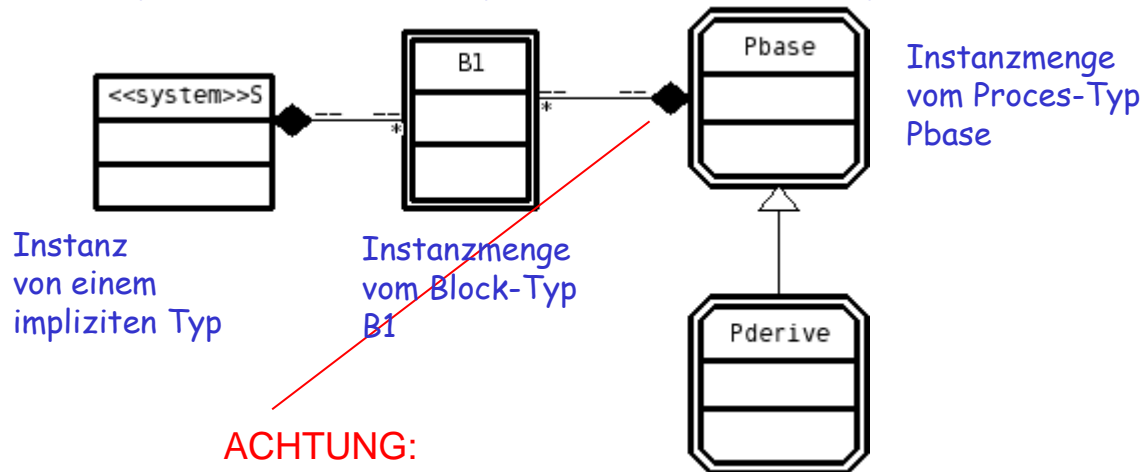 Pbase
B1
<<system>>S
-- --
*
-- --
*
Instanzmenge
vom Proces-Typ
Pbase
Instanz
von einem
impliziten Typ
Instanzmenge
vom Block-Typ
B1
Pderive
ACHTUNG: